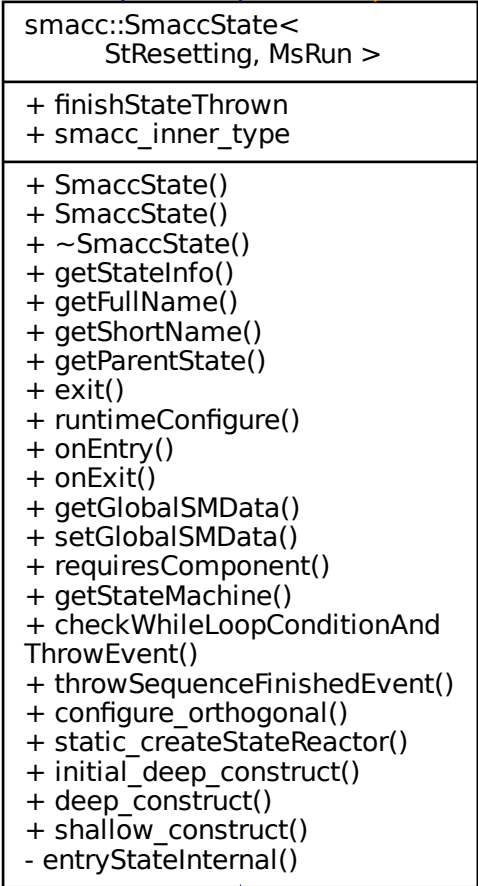 smacc::SmaccState<
StResetting, MsRun >
+ finishStateThrown
+ smacc_inner_type
+ SmaccState()
+ SmaccState()
+ ~SmaccState()
+ getStateInfo()
+ getFullName()
+ getShortName()
+ getParentState()
+ exit()
+ runtimeConfigure()
+ onEntry()
+ onExit()
+ getGlobalSMData()
+ setGlobalSMData()
+ requiresComponent()
+ getStateMachine()
+ checkWhileLoopConditionAnd
ThrowEvent()
+ throwSequenceFinishedEvent()
+ configure_orthogonal()
+ static_createStateReactor()
+ initial_deep_construct()
+ deep_construct()
+ shallow_construct()
- entryStateInternal()